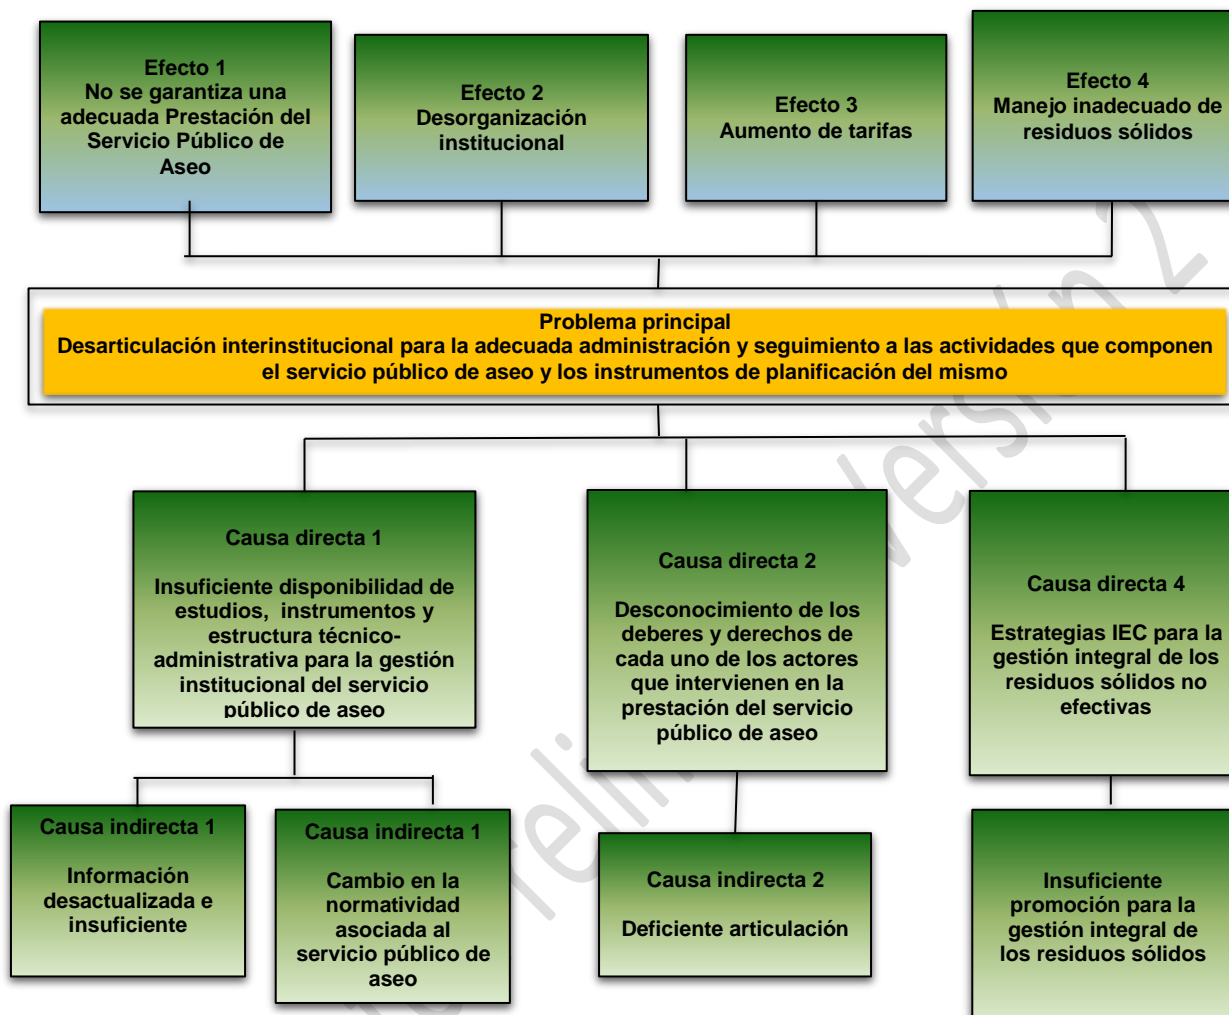 Efecto 1
No se garantiza una
adecuada Prestación del
Servicio Público de
Aseo
Efecto 2
Desorganización
institucional
Efecto 3
Aumento de tarifas
Efecto 4
Manejo inadecuado de
residuos sólidos
Problema principal
Desarticulación interinstitucional para la adecuada administración y seguimiento a las actividades que componen
el servicio público de aseo y los instrumentos de planificación del mismo
Causa directa 1
Insuficiente disponibilidad de
estudios, instrumentos y
estructura técnico-
administrativa para la gestión
institucional del servicio
público de aseo
Causa directa 2
Desconocimiento de los
deberes y derechos de
cada uno de los actores
que intervienen en la
prestación del servicio
público de aseo
Causa directa 4
Estrategias IEC para la
gestión integral de los
residuos sólidos no
efectivas
Causa indirecta 1
Información
desactualizada e
insuficiente
Causa indirecta 1
Cambio en la
normatividad
asociada al
servicio público de
aseo
Causa indirecta 2
Deficiente articulación
Insuficiente
promoción para la
gestión integral de
los residuos sólidos
Versión 2